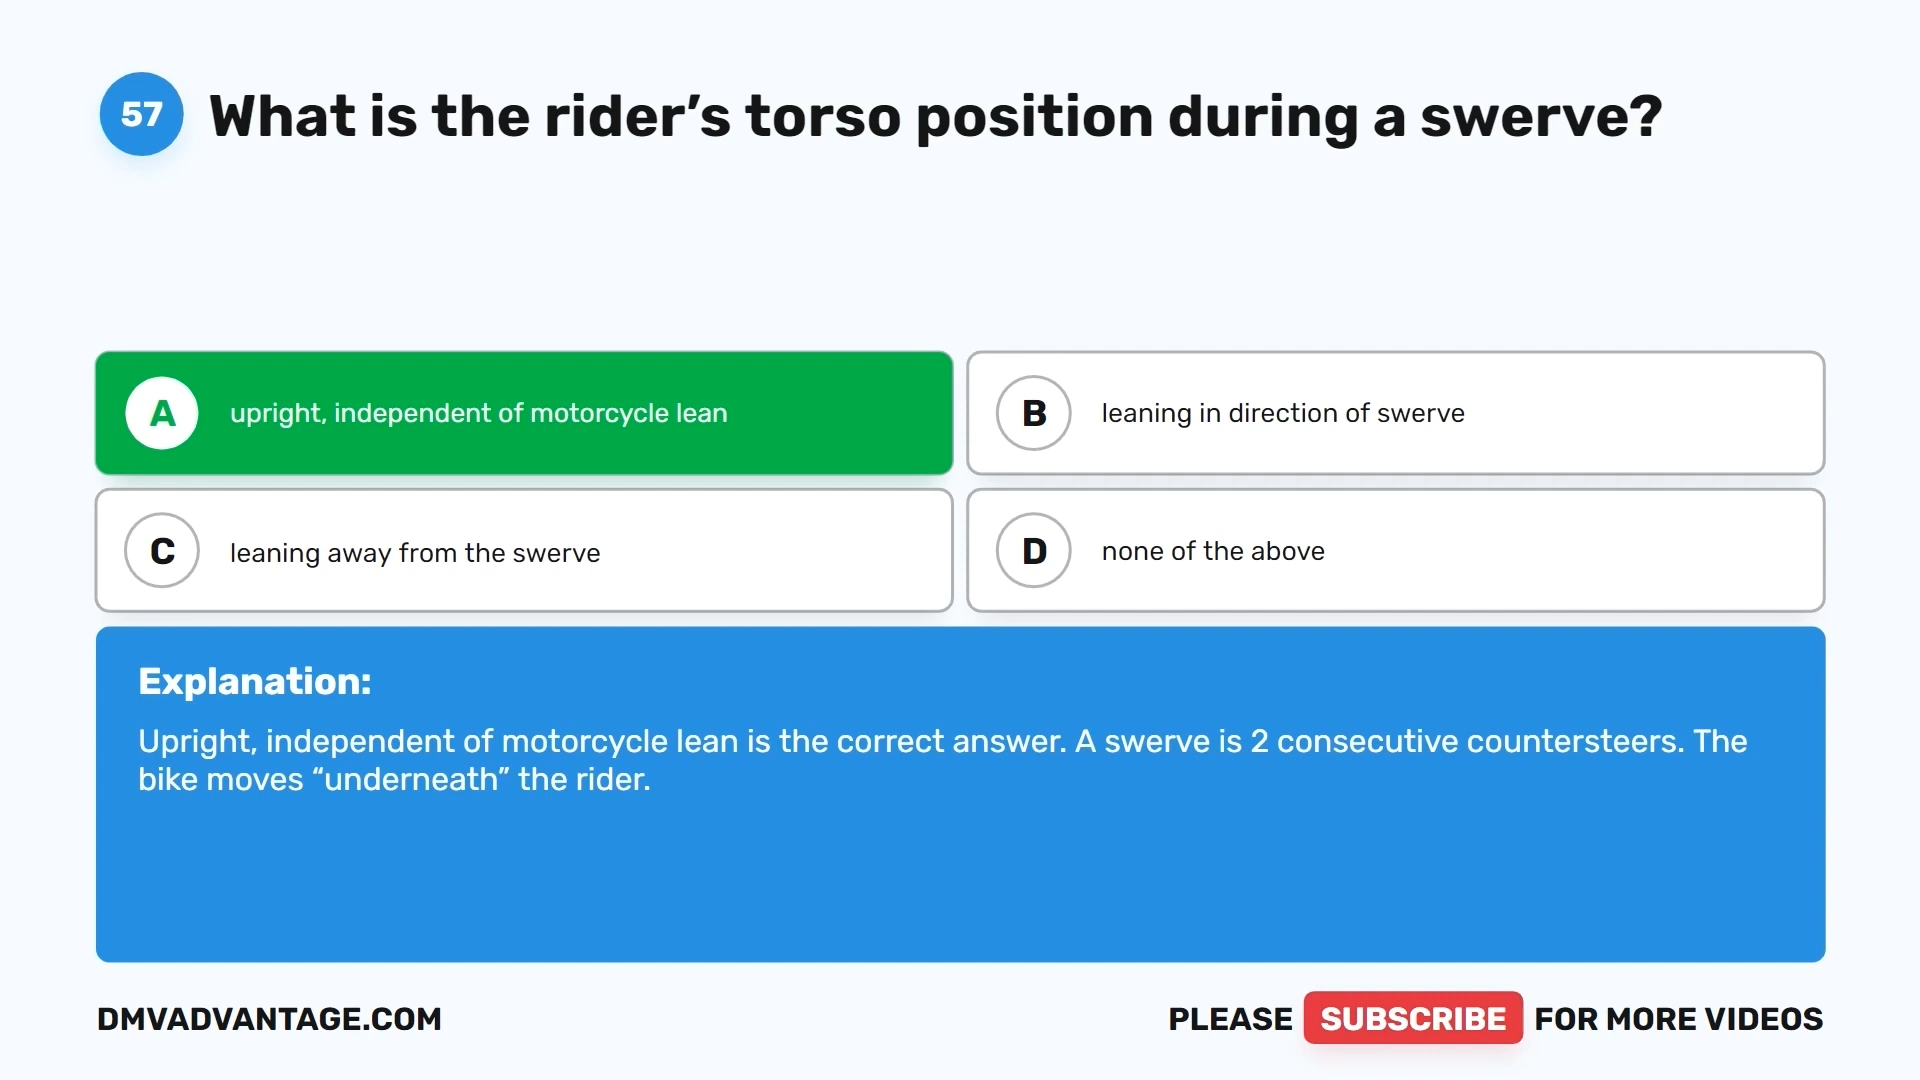 57 What is the rider’s torso position during a swerve?
A upright, independent of motorcycle lean
B leaning in direction of swerve
C leaning away from the swerve
D none of the above
Explanation:
Upright, independent of motorcycle lean is the correct answer. A swerve is 2 consecutive countersteers. The
bike moves “underneath” the rider.
DMVADVANTAGE.COM
PLEASE SUBSCRIBE FOR MORE VIDEOS